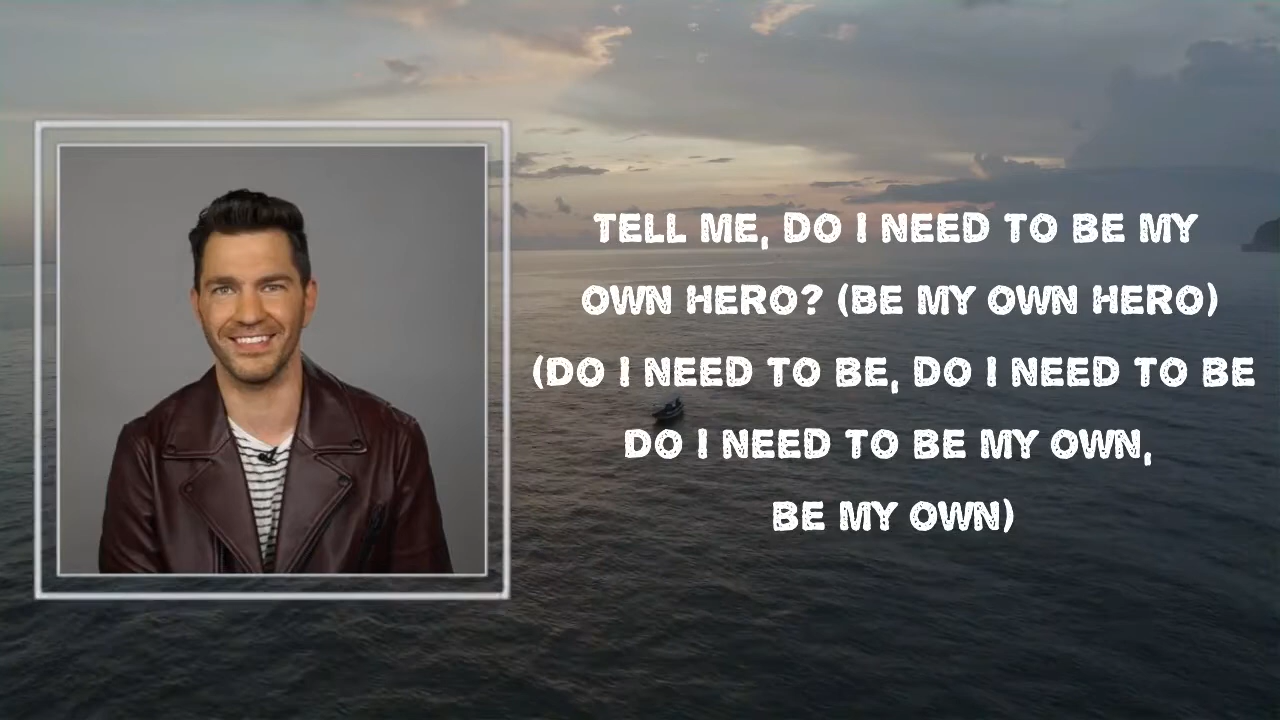 TELL ME, DO I NEED TO BE MY
OWN HERO? (BE MY OWN HERO)
(DO I NEED TO BE, DO I NEED TO BE
DO I NEED TO BE MY OWN,
BE MY OWN)